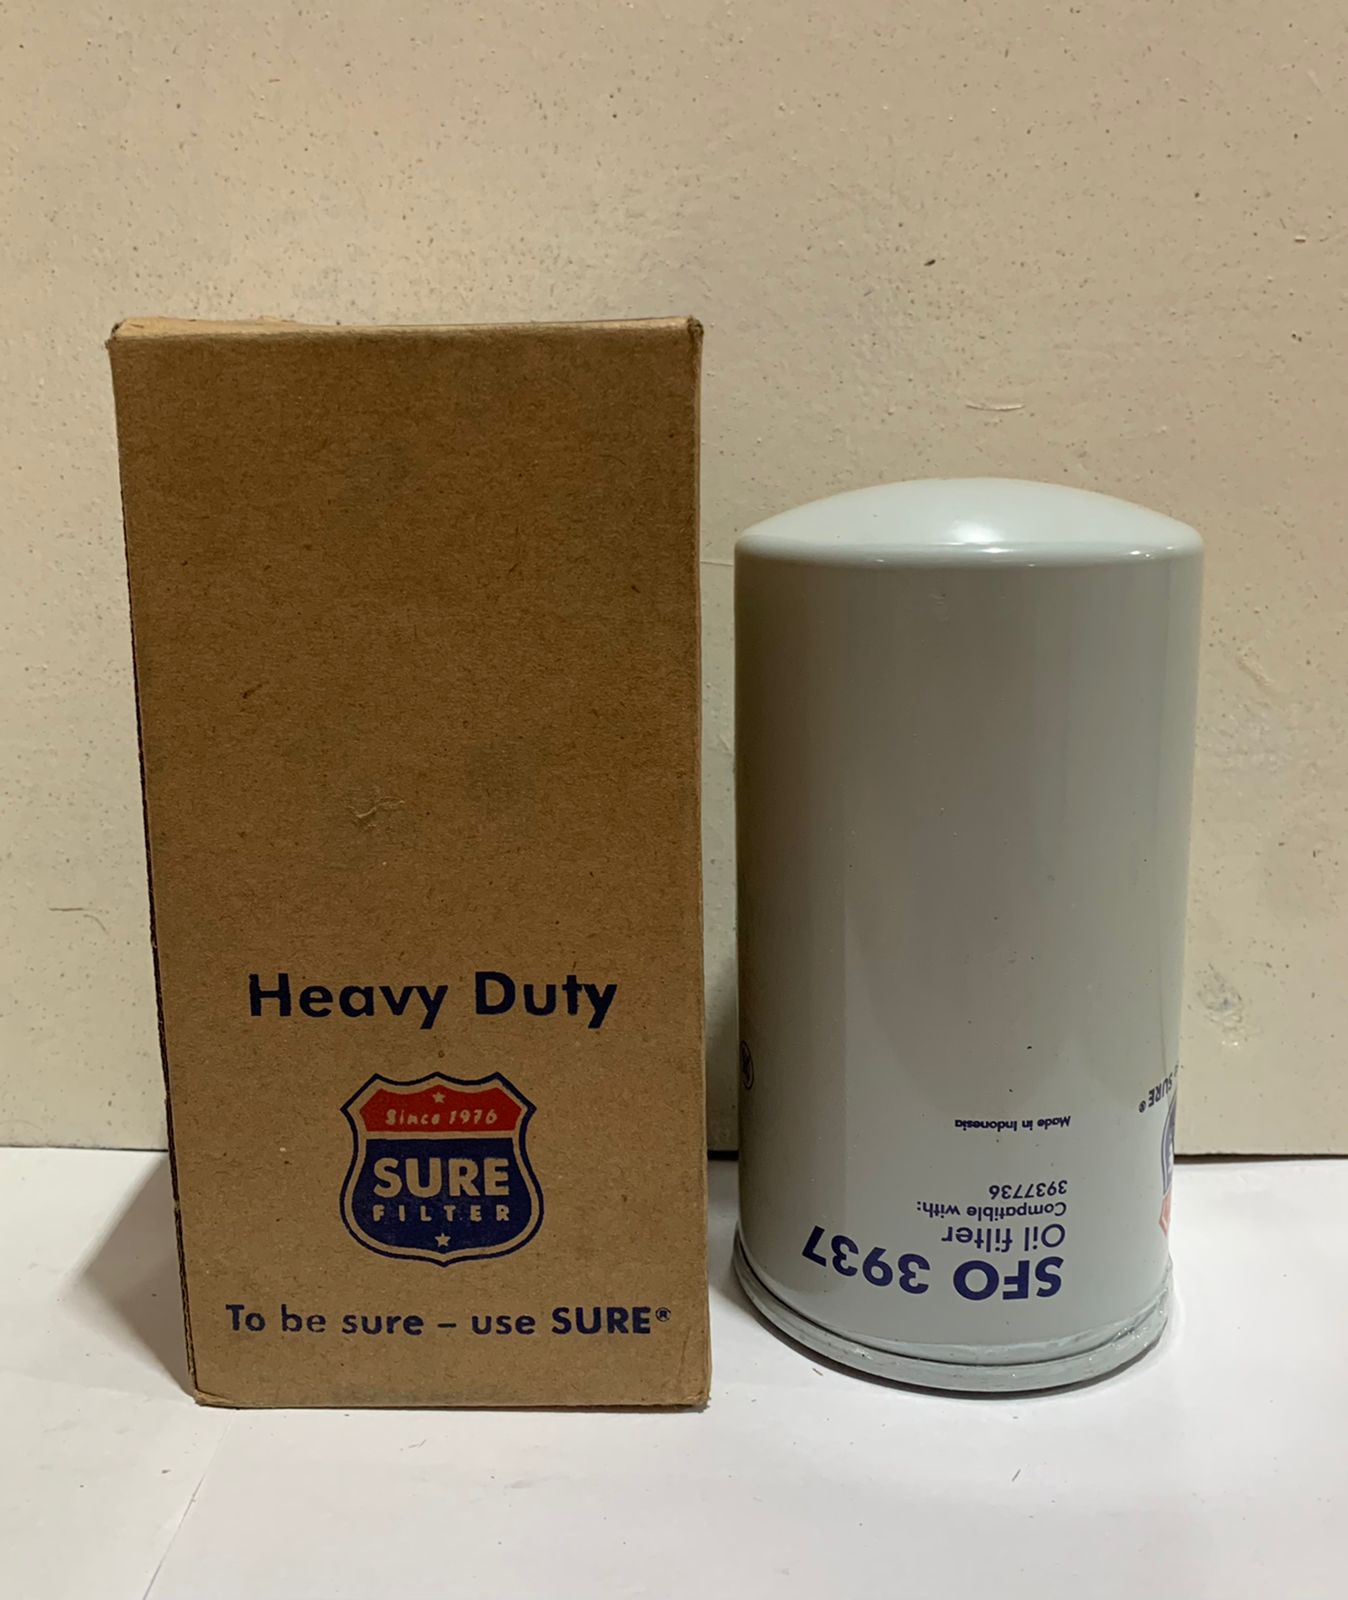 Heavy Duty
Since 1976
SURE
FILTER
To be sure – use SURE®
SFO 3937
Oil filter
Compatible with:
3937736
Made in Indonesia
SURE®